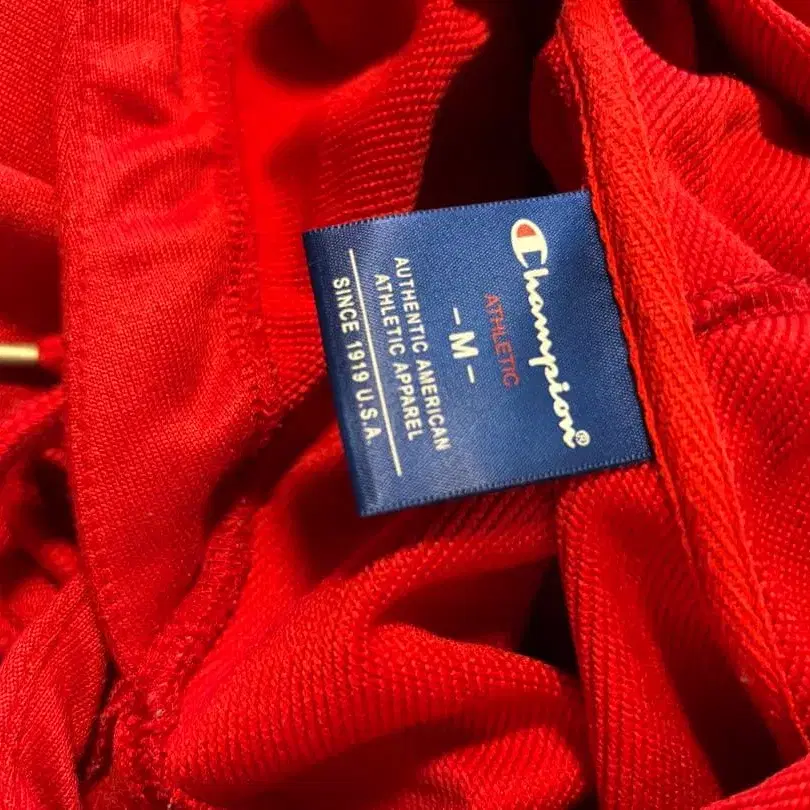 Champion®
ATHLETIC
- M -
AUTHENTIC AMERICAN
ATHLETIC APPAREL
SINCE 1919 U.S.A.